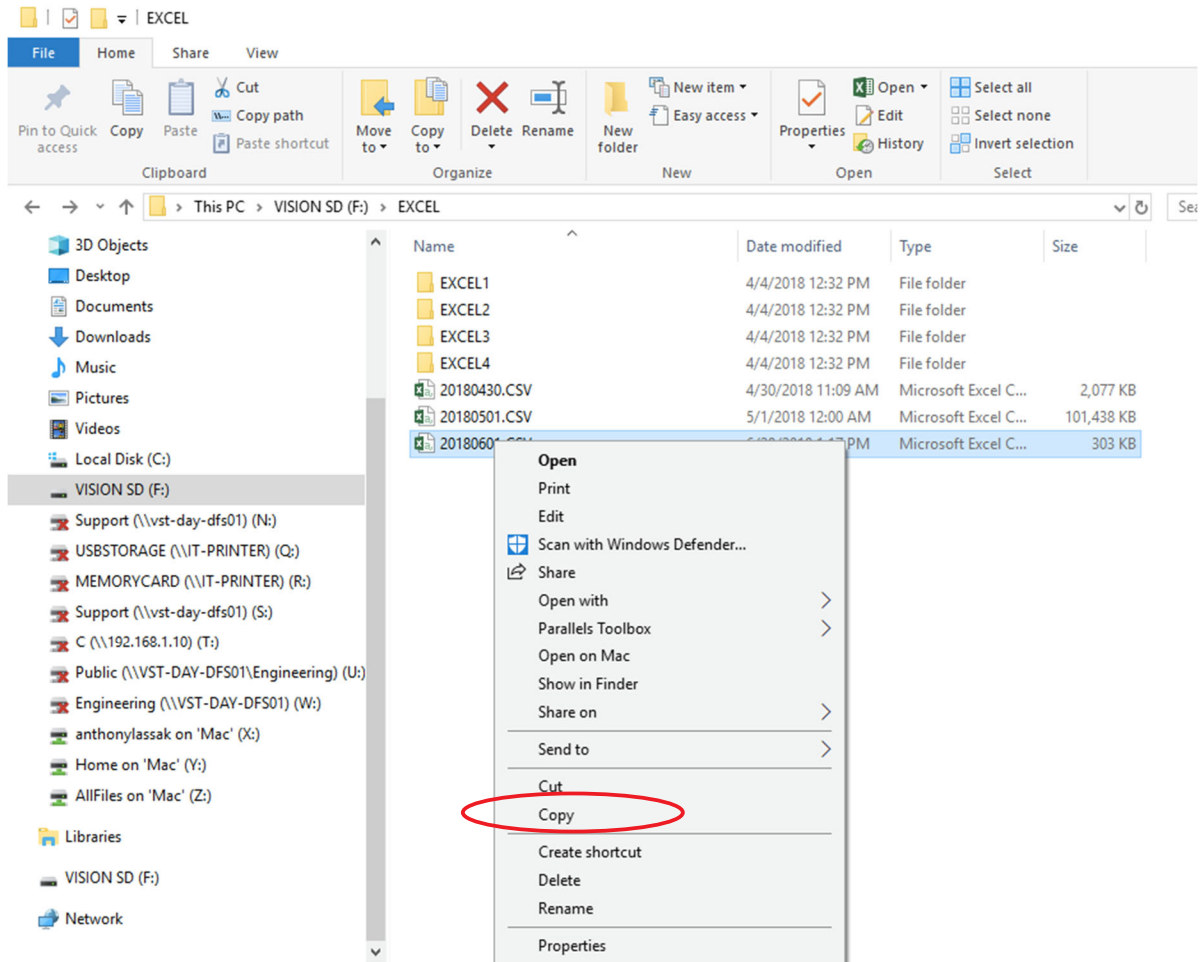 EXCEL
File Home Share View
Pin to Quick access
Copy
Paste
Cut
Copy path
Paste shortcut
Clipboard
Move to
Copy to
Delete
Rename
Organize
New folder
New item
Easy access
New
Properties
Open
Edit
History
Open
Select all
Select none
Invert selection
Select
This PC > VISION SD (F:) > EXCEL
3D Objects
Desktop
Documents
Downloads
Music
Pictures
Videos
Local Disk (C:)
VISION SD (F:)
Support (\\vst-day-dfs01) (N:)
USBSTORAGE (\\IT-PRINTER) (Q:)
MEMORYCARD (\\IT-PRINTER) (R:)
Support (\\vst-day-dfs01) (S:)
C (\\192.168.1.10) (T:)
Public (\\VST-DAY-DFS01\Engineering) (U:)
Engineering (\\VST-DAY-DFS01) (W:)
anthonylassak on 'Mac' (X:)
Home on 'Mac' (Y:)
AllFiles on 'Mac' (Z:)
Libraries
VISION SD (F:)
Network
Name Date modified Type Size
EXCEL1 4/4/2018 12:32 PM File folder
EXCEL2 4/4/2018 12:32 PM File folder
EXCEL3 4/4/2018 12:32 PM File folder
EXCEL4 4/4/2018 12:32 PM File folder
20180430.CSV 4/30/2018 11:09 AM Microsoft Excel C... 2,077 KB
20180501.CSV 5/1/2018 12:00 AM Microsoft Excel C... 101,438 KB
PM Microsoft Excel C... 303 KB
Open
Print
Edit
Scan with Windows Defender...
Share
Open with
Parallels Toolbox
Open on Mac
Show in Finder
Share on
Send to
Cut
Copy
Create shortcut
Delete
Rename
Properties